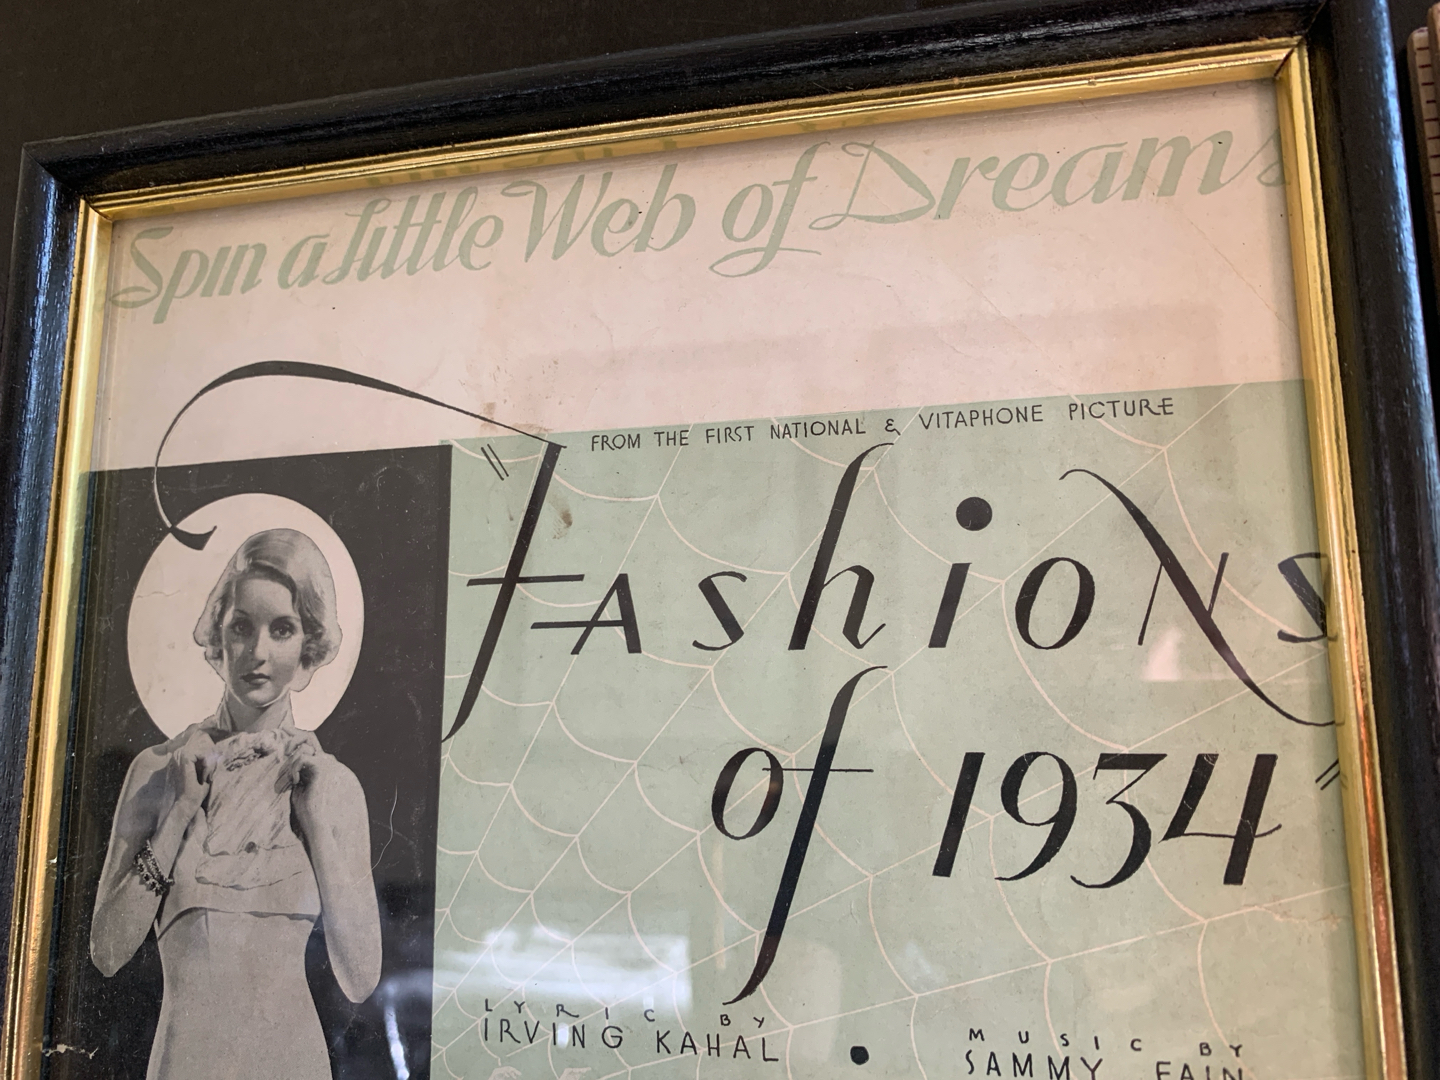 Spin a little Web of Dreams
FROM THE FIRST NATIONAL & VITAPHONE PICTURE
"Fashions
of 1934"
LYRIC BY
IRVING KAHAL
MUSIC BY
SAMMY FAIN